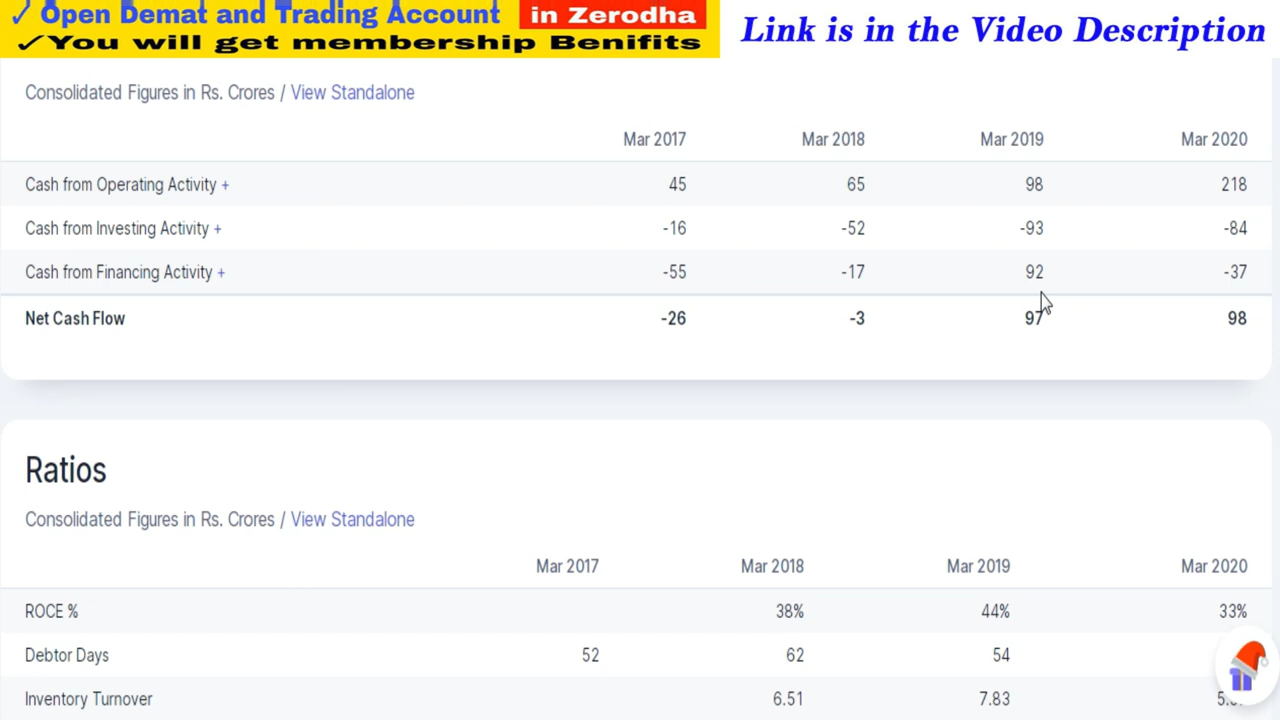 ✓ Open Demat and Trading Account in Zerodha
✓You will get membership Benifits
Link is in the Video Description
Consolidated Figures in Rs. Crores / View Standalone
Mar 2017 Mar 2018 Mar 2019 Mar 2020
Cash from Operating Activity + 45 65 98 218
Cash from Investing Activity + -16 -52 -93 -84
Cash from Financing Activity + -55 -17 92 -37
Net Cash Flow -26 -3 97 98
Ratios
Consolidated Figures in Rs. Crores / View Standalone
Mar 2017 Mar 2018 Mar 2019 Mar 2020
ROCE % 38% 44% 33%
Debtor Days 52 62 54
Inventory Turnover 6.51 7.83